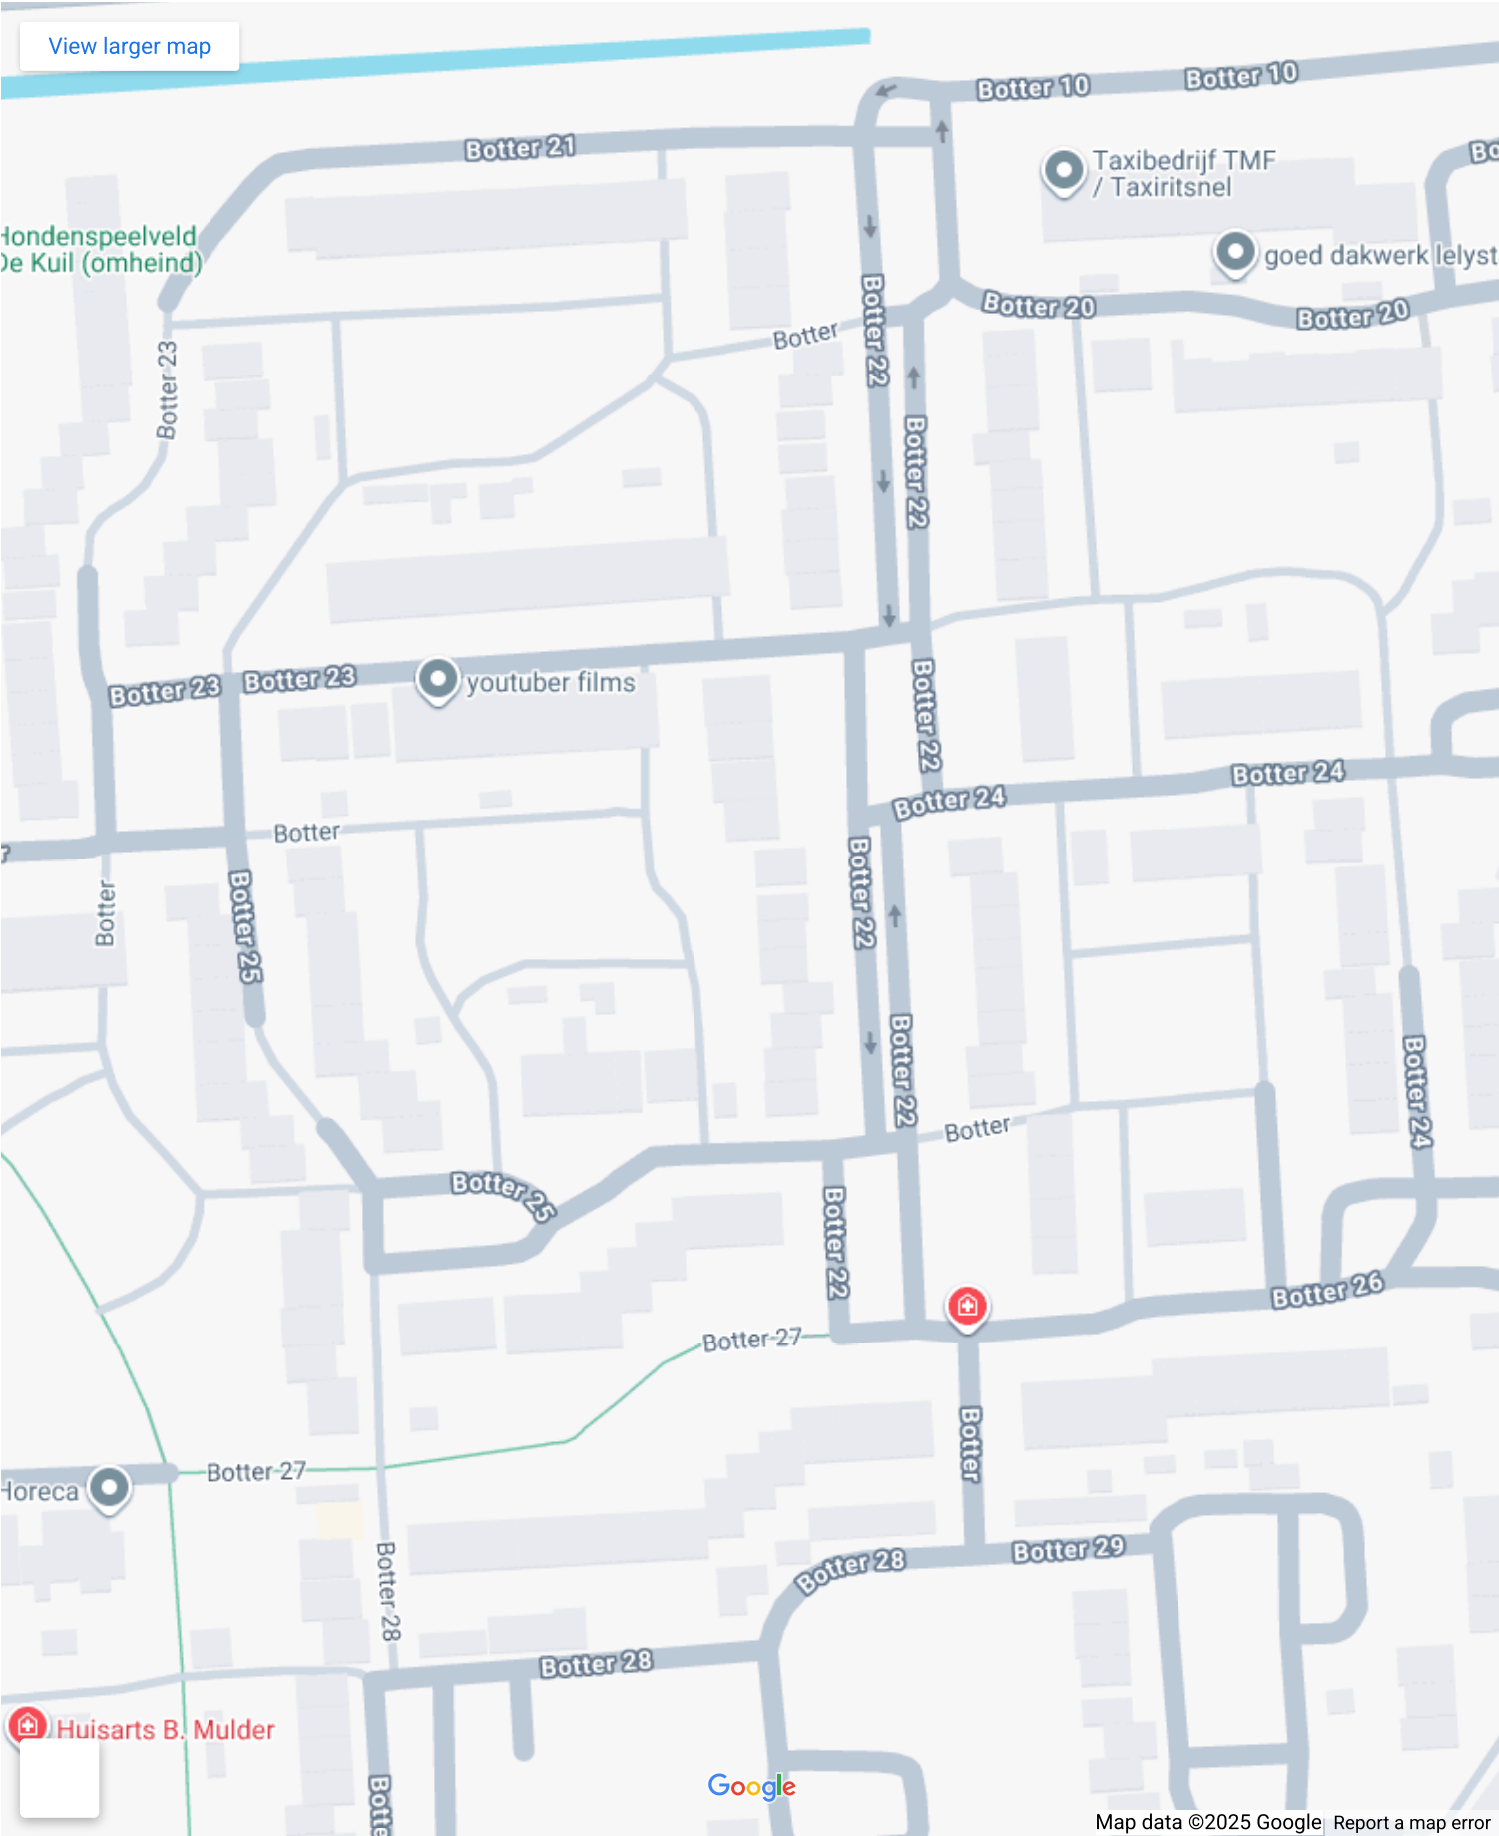 View larger map
Botter 10
Botter 10
Botter 21
Bo
Taxibedrijf TMF
/ Taxiritsnel
Hondenspeelveld
De Kuil (omheind)
goed dakwerk lelyst
Botter 20
Botter 20
Botter
Botter 22
Botter 23
Botter 22
Botter 23
Botter 23
youtuber films
Botter 22
Botter 24
Botter 24
Botter
r
Botter
Botter 25
Botter 22
Botter 22
Botter 24
Botter
Botter 25
Botter 22
Botter 26
Botter 27
Botter
Botter 27
Horeca
Botter 28
Botter 28
Botter 29
Botter 28
Huisarts B. Mulder
Botte
Google
Map data ©2025 Google
Report a map error